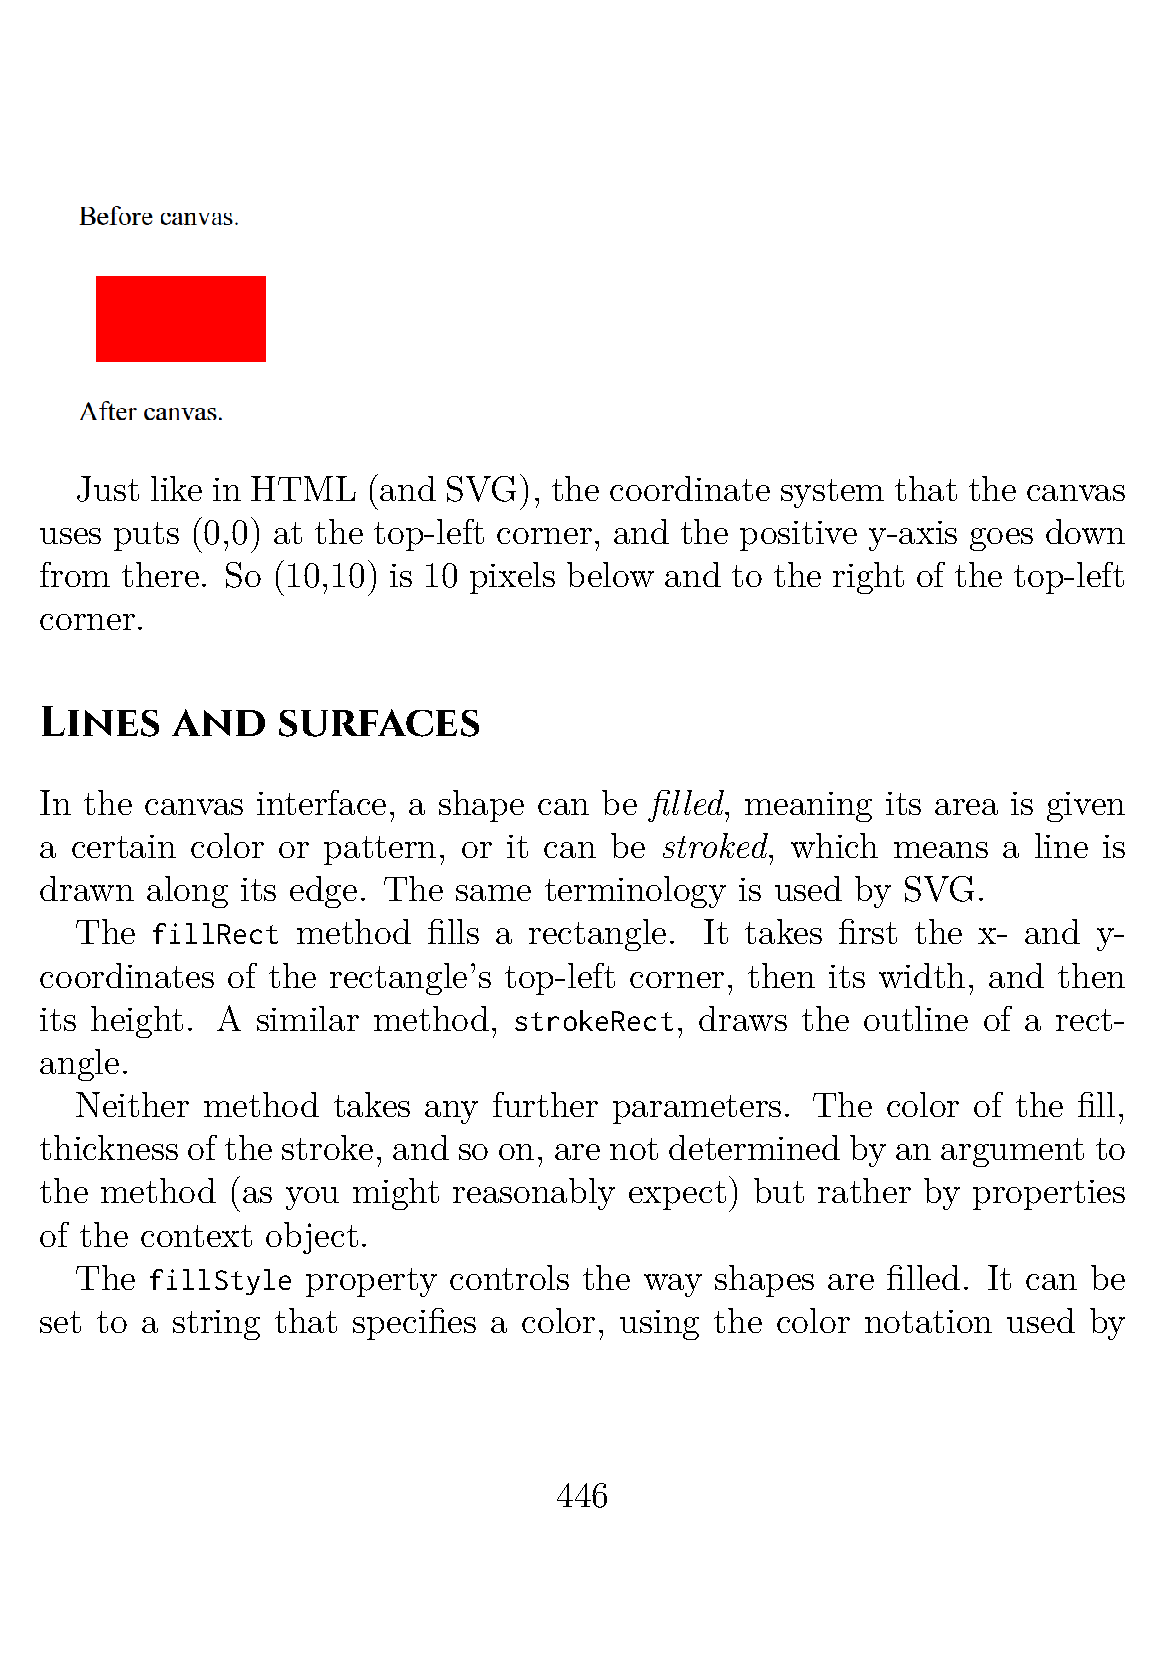 Before canvas.
After canvas.
Just like in HTML (and SVG), the coordinate system that the canvas
uses puts (0,0) at the top-left corner, and the positive y-axis goes down
from there. So (10,10) is 10 pixels below and to the right of the top-left
corner.
Lines and surfaces
In the canvas interface, a shape can be filled, meaning its area is given
a certain color or pattern, or it can be stroked, which means a line is
drawn along its edge. The same terminology is used by SVG.
The fillRect method fills a rectangle. It takes first the x- and y-
coordinates of the rectangle's top-left corner, then its width, and then
its height. A similar method, strokeRect, draws the outline of a rect-
angle.
Neither method takes any further parameters. The color of the fill,
thickness of the stroke, and so on, are not determined by an argument to
the method (as you might reasonably expect) but rather by properties
of the context object.
The fillStyle property controls the way shapes are filled. It can be
set to a string that specifies a color, using the color notation used by
446